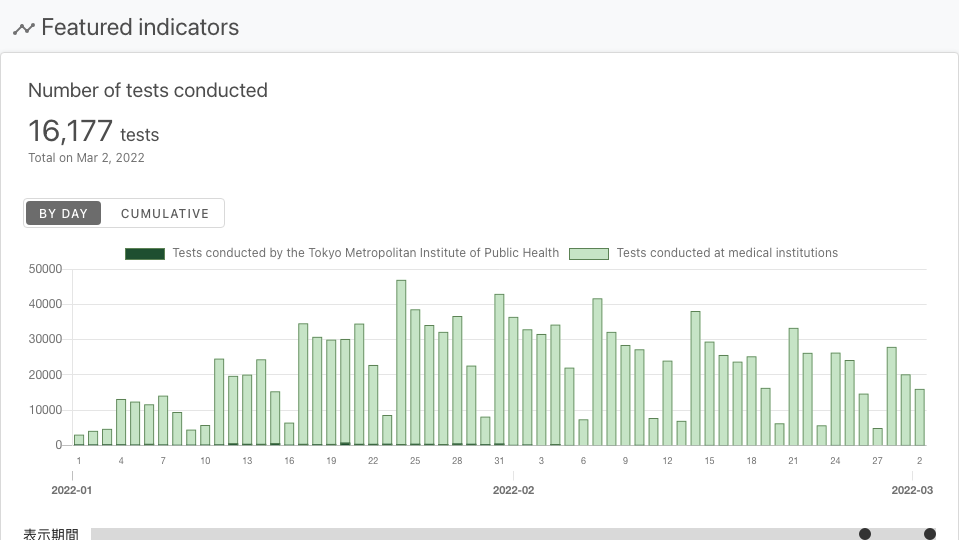 Featured indicators
Number of tests conducted
16,177 tests
Total on Mar 2, 2022
BY DAY CUMULATIVE
Tests conducted by the Tokyo Metropolitan Institute of Public Health Tests conducted at medical institutions
50000
40000
30000
20000
10000
0
1 4 7 10 13 16 19 22 25 28 31 3 6 9 12 15 18 21 24 27 2
2022-01 2022-02 2022-03
表示期間